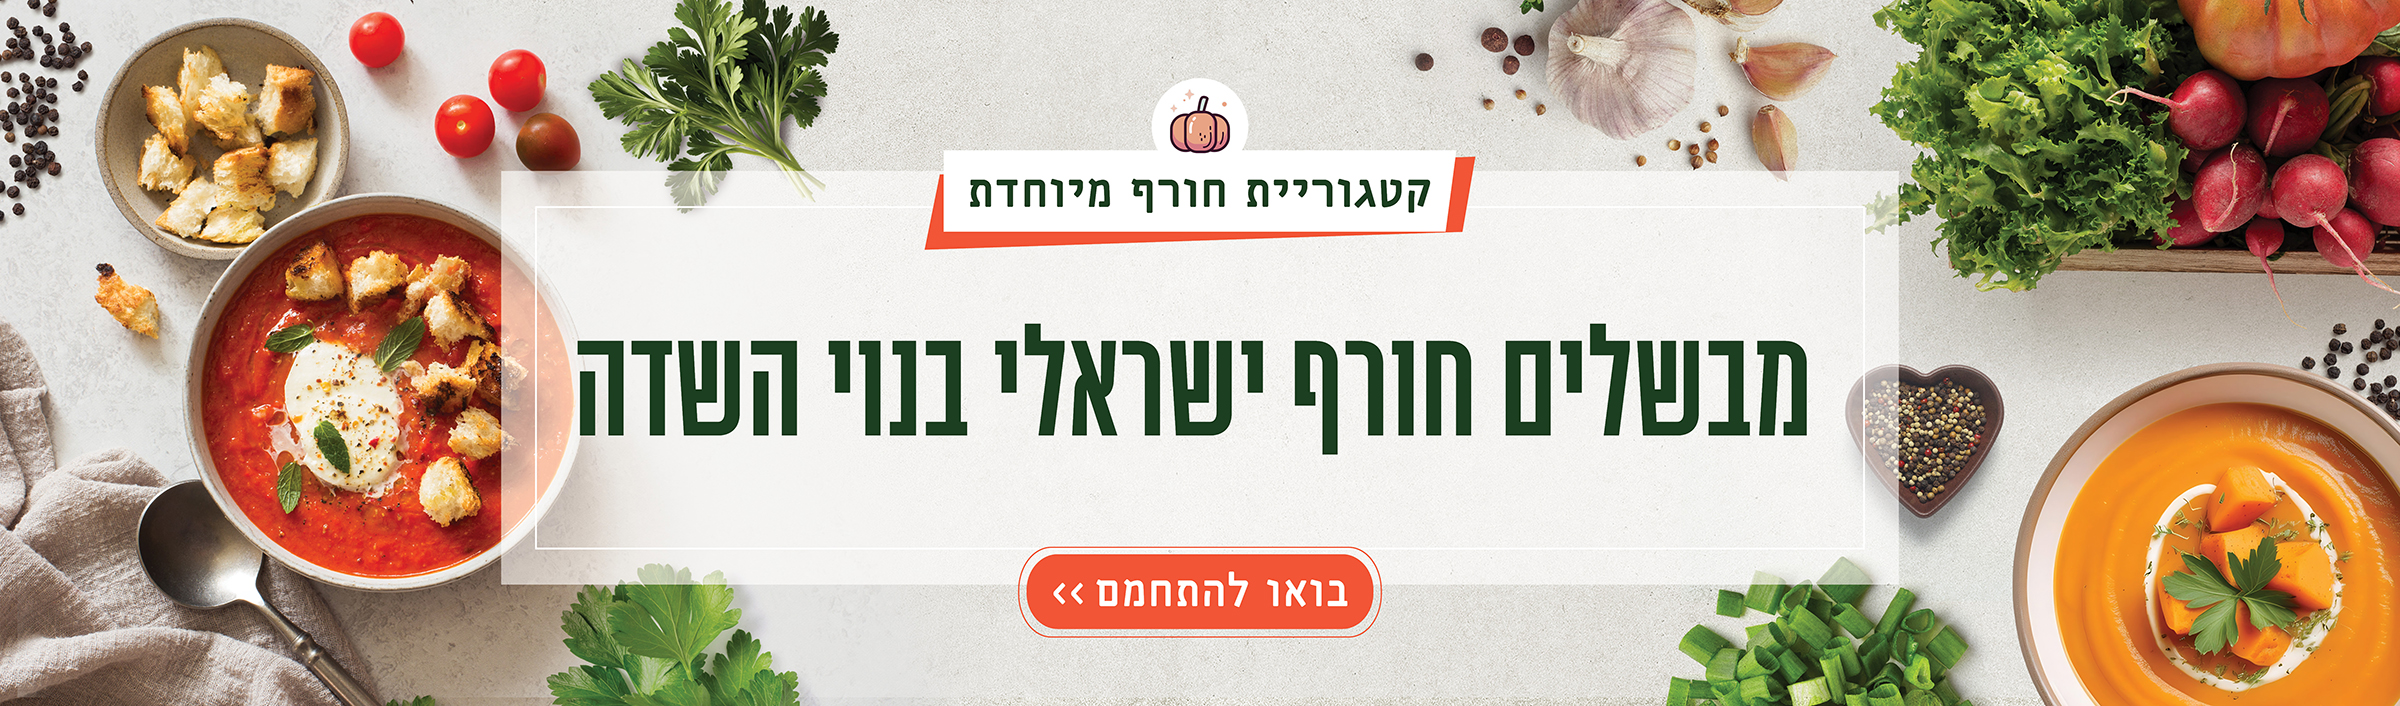 קטגוריית חורף מיוחדת
מבשלים חורף ישראלי בנוי השדה
בואו להתחמם >>